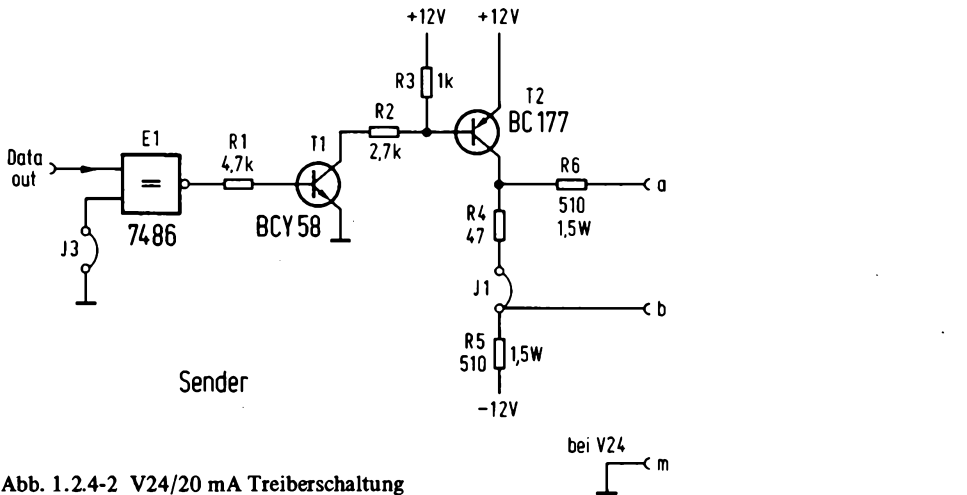 +12V +12V
R3 1k
T2
BC 177
R2
2,7k
T1
E1
R1
4,7k
Data
out
=
7486
BCY 58
J3
R6
510
1,5W
a
R4
47
J1
b
R5
510
1,5W
-12V
Sender
bei V24
m
Abb. 1.2.4-2 V24/20 mA Treiberschaltung